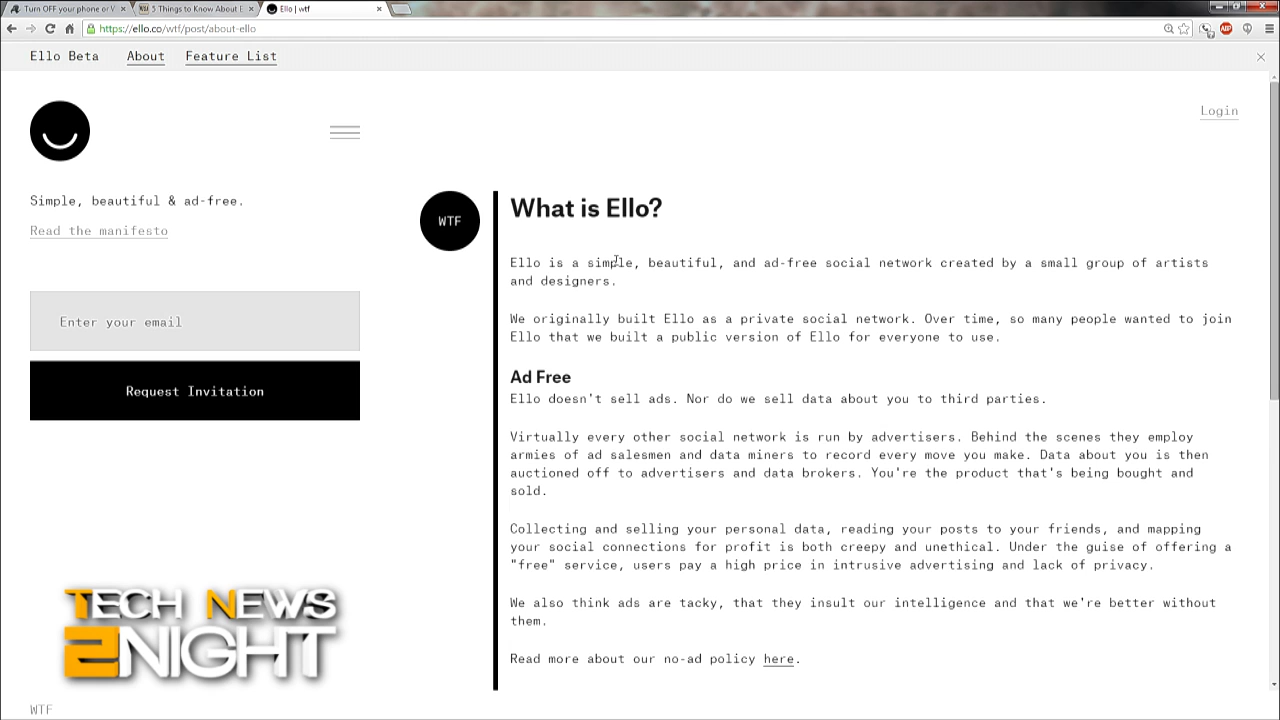 Turn OFF your phone or V
5 Things to Know About E
Ello | wtf
https://ello.co/wtf/post/about-ello
ABP
Ello Beta About Feature List
Login
Simple, beautiful & ad-free.
Read the manifesto
Enter your email
Request Invitation
WTF
What is Ello?
Ello is a simple, beautiful, and ad-free social network created by a small group of artists
and designers.
We originally built Ello as a private social network. Over time, so many people wanted to join
Ello that we built a public version of Ello for everyone to use.
Ad Free
Ello doesn't sell ads. Nor do we sell data about you to third parties.
Virtually every other social network is run by advertisers. Behind the scenes they employ
armies of ad salesmen and data miners to record every move you make. Data about you is then
auctioned off to advertisers and data brokers. You're the product that's being bought and
sold.
Collecting and selling your personal data, reading your posts to your friends, and mapping
your social connections for profit is both creepy and unethical. Under the guise of offering a
"free" service, users pay a high price in intrusive advertising and lack of privacy.
We also think ads are tacky, that they insult our intelligence and that we're better without
them.
Read more about our no-ad policy here.
TECH NEWS
2NIGHT
WTF